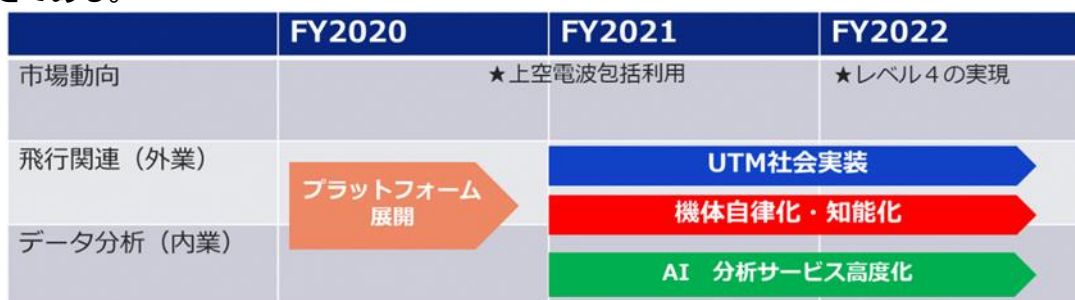 FY2020 FY2021 FY2022
市場動向 ★上空電波包括利用 ★レベル4の実現
飛行関連（外業） UTM社会実装
プラットフォーム
展開
機体自律化・知能化
データ分析（内業）
AI 分析サービス高度化